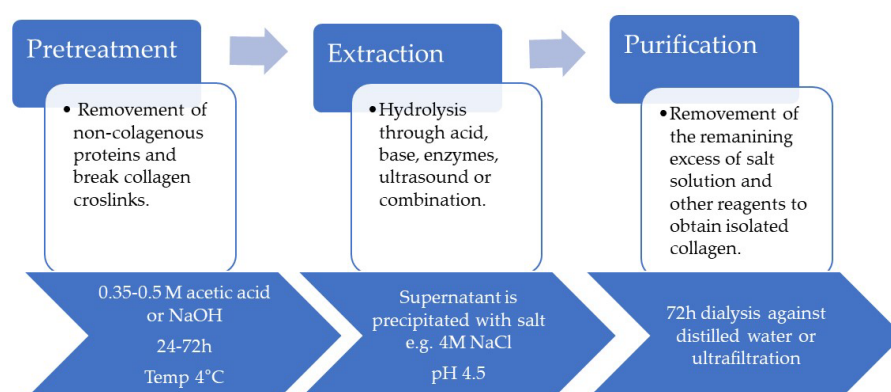 Pretreatment
• Removement of
non-colagenous
proteins and
break collagen
croslinks.
0.35-0.5 M acetic acid
or NaOH
24-72h
Temp 4°C
Extraction
•Hydrolysis
through acid,
base, enzymes,
ultrasound or
combination.
Supernatant is
precipitated with salt
e.g. 4M NaCl
pH 4.5
Purification
•Removement of
the remanining
excess of salt
solution and
other reagents to
obtain isolated
collagen.
72h dialysis against
distilled water or
ultrafiltration